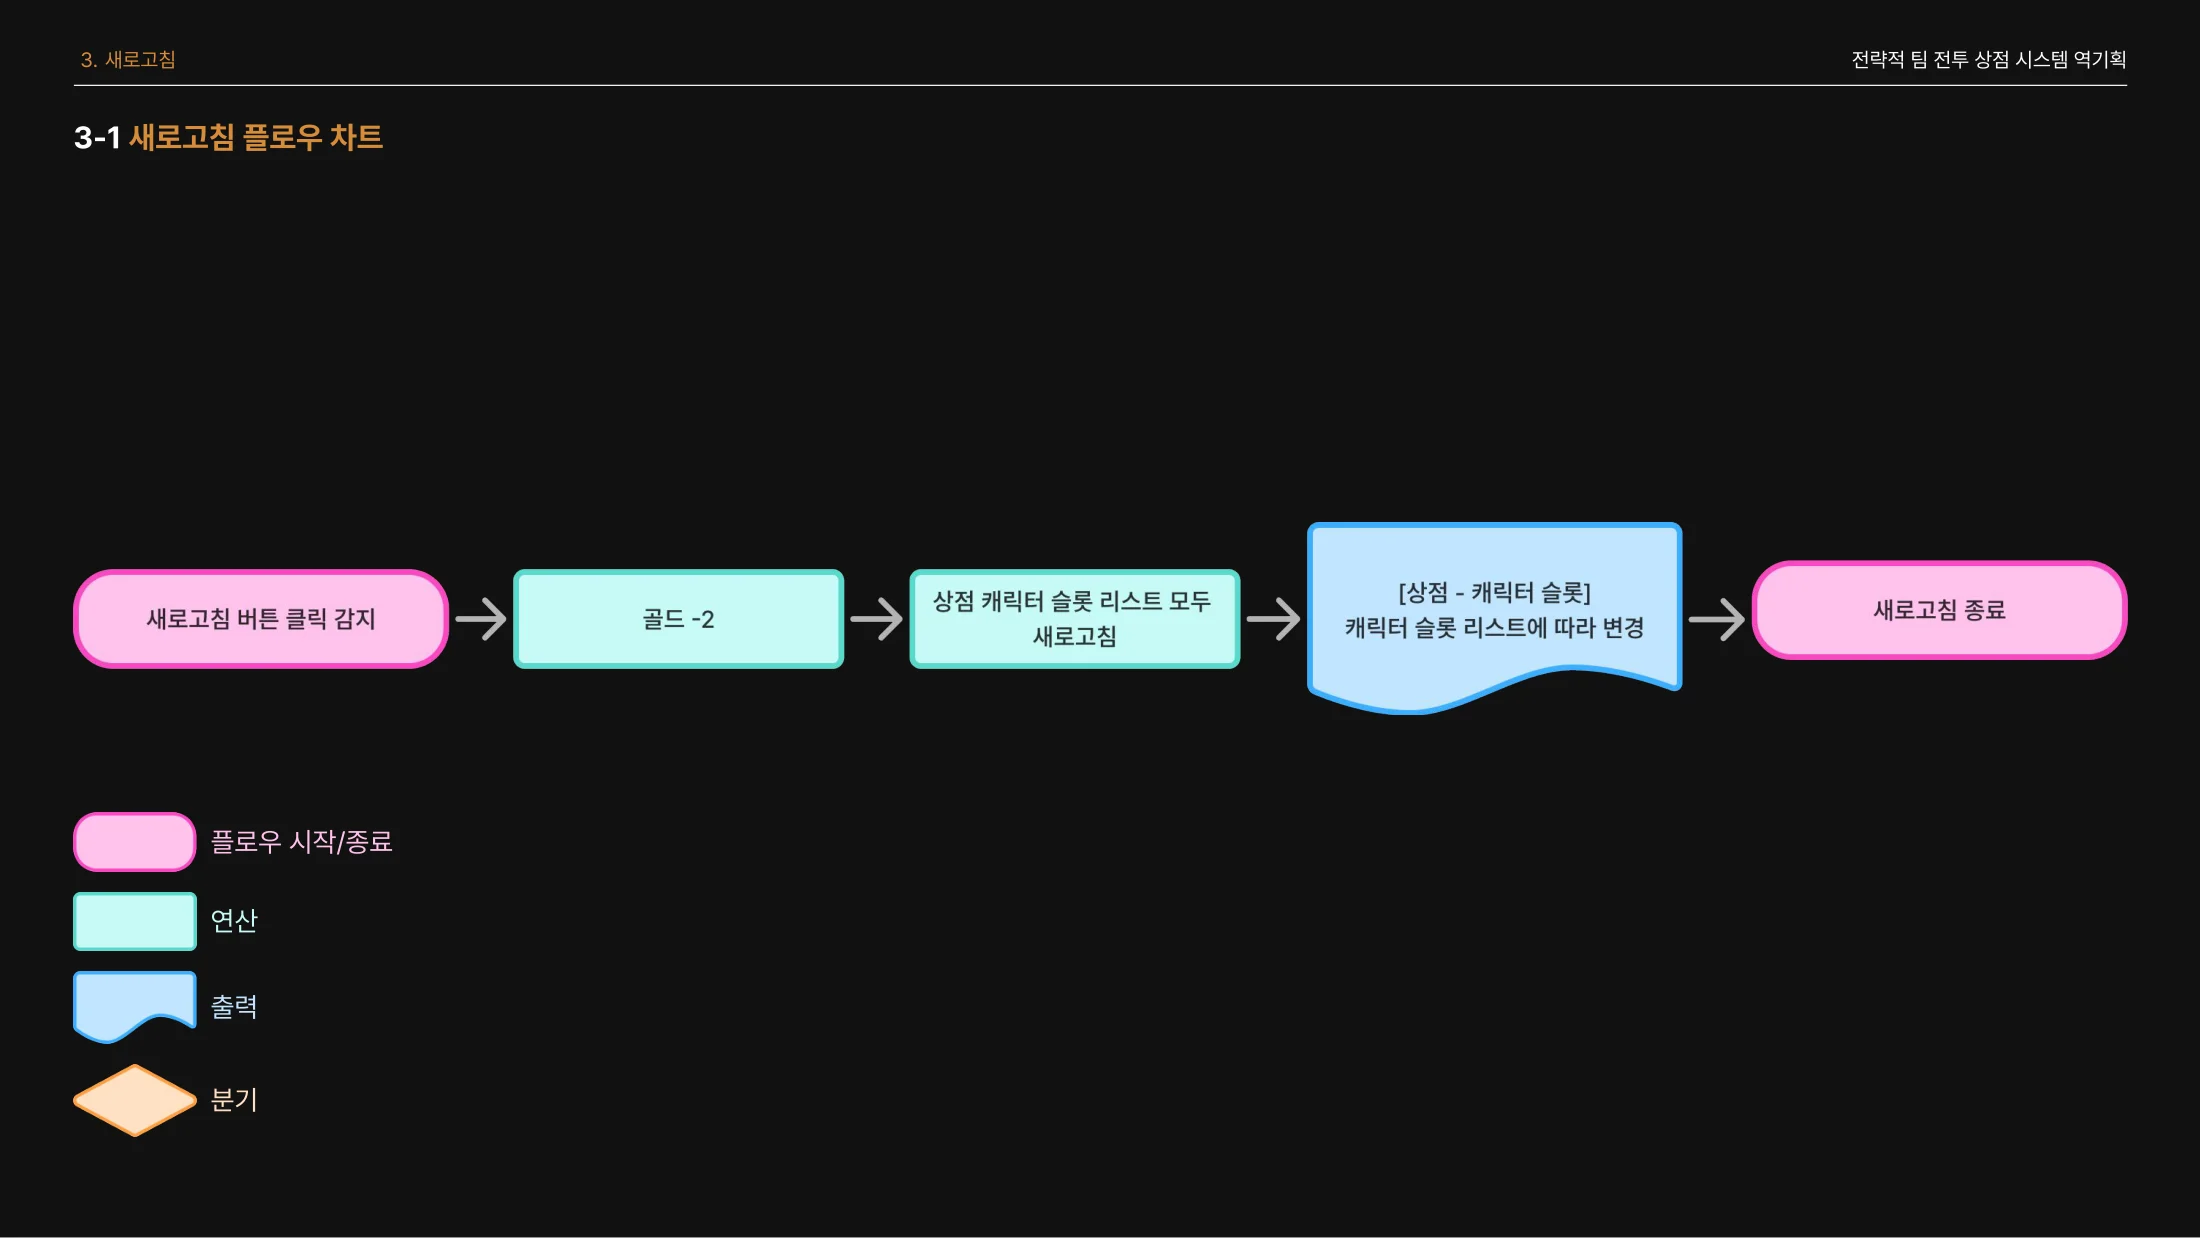 3. 새로고침
전략적 팀 전투 상점 시스템 역기획
3-1 새로고침 플로우 차트
새로고침 버튼 클릭 감지
골드 -2
상점 캐릭터 슬롯 리스트 모두
새로고침
[상점 - 캐릭터 슬롯]
캐릭터 슬롯 리스트에 따라 변경
새로고침 종료
플로우 시작/종료
연산
출력
분기